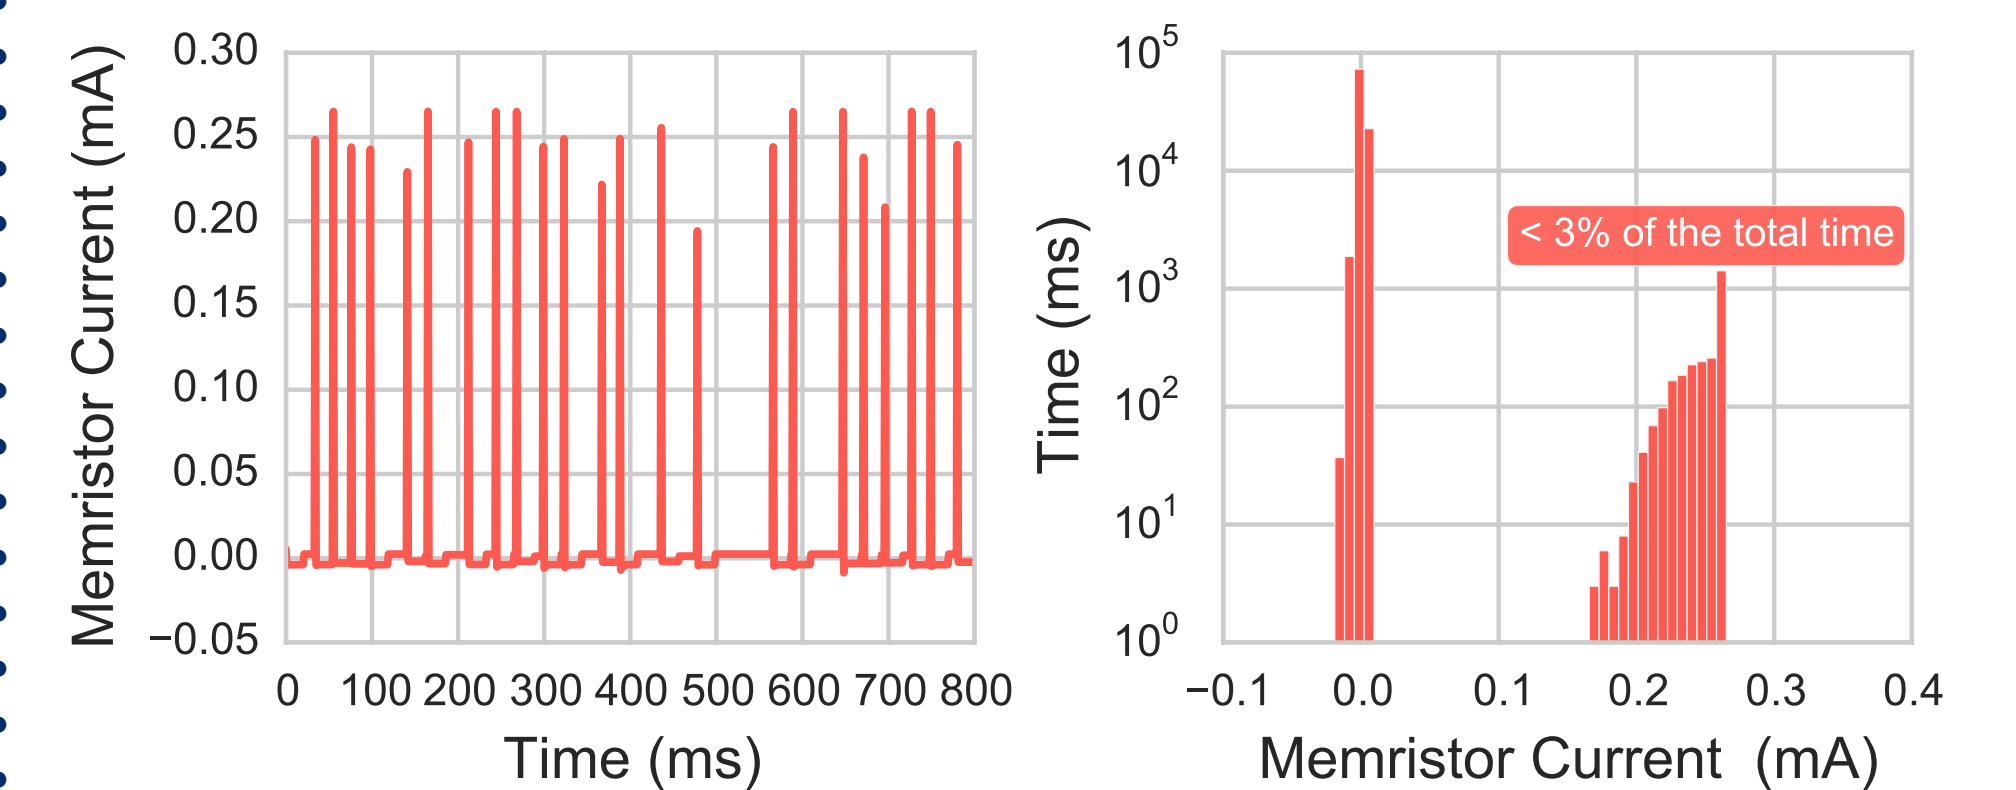 Memristor Current (mA)
0.30
0.25
0.20
0.15
0.10
0.05
0.00
−0.05
0 100 200 300 400 500 600 700 800
Time (ms)
Time (ms)
10^5
10^4
10^3
10^2
10^1
10^0
< 3% of the total time
−0.1 0.0 0.1 0.2 0.3 0.4
Memristor Current (mA)